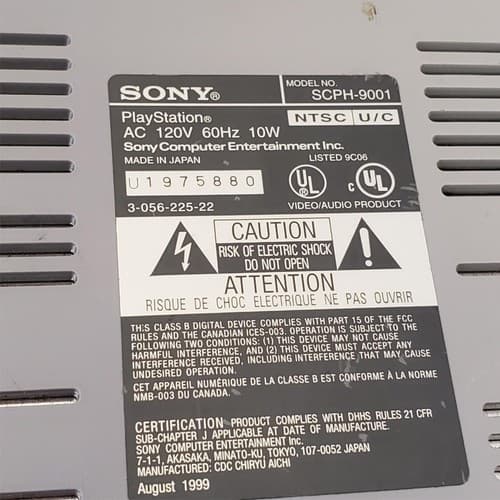 SONY®
MODEL NO.
SCPH-9001
PlayStation®
NTSC U/C
AC 120V 60Hz 10W
Sony Computer Entertainment Inc.
MADE IN JAPAN
LISTED 9C06
U1975880
UL
C UL
3-056-225-22
VIDEO/AUDIO PRODUCT
CAUTION
RISK OF ELECTRIC SHOCK
DO NOT OPEN
ATTENTION
RISQUE DE CHOC ELECTRIQUE NE PAS OUVRIR
THIS CLASS B DIGITAL DEVICE COMPLIES WITH PART 15 OF THE FCC
RULES AND THE CANADIAN ICES-003. OPERATION IS SUBJECT TO THE
FOLLOWING TWO CONDITIONS: (1) THIS DEVICE MAY NOT CAUSE
HARMFUL INTERFERENCE, AND (2) THIS DEVICE MUST ACCEPT ANY
INTERFERENCE RECEIVED, INCLUDING INTERFERENCE THAT MAY CAUSE
UNDESIRED OPERATION.
CET APPAREIL NUMÉRIQUE DE LA CLASSE B EST CONFORME À LA NORME
NMB-003 DU CANADA.
CERTIFICATION PRODUCT COMPLIES WITH DHHS RULES 21 CFR
SUB-CHAPTER J APPLICABLE AT DATE OF MANUFACTURE.
SONY COMPUTER ENTERTAINMENT Inc.
7-1-1, AKASAKA, MINATO-KU, TOKYO, 107-0052 JAPAN
MANUFACTURED: CDC CHIRYU AICHI
August 1999